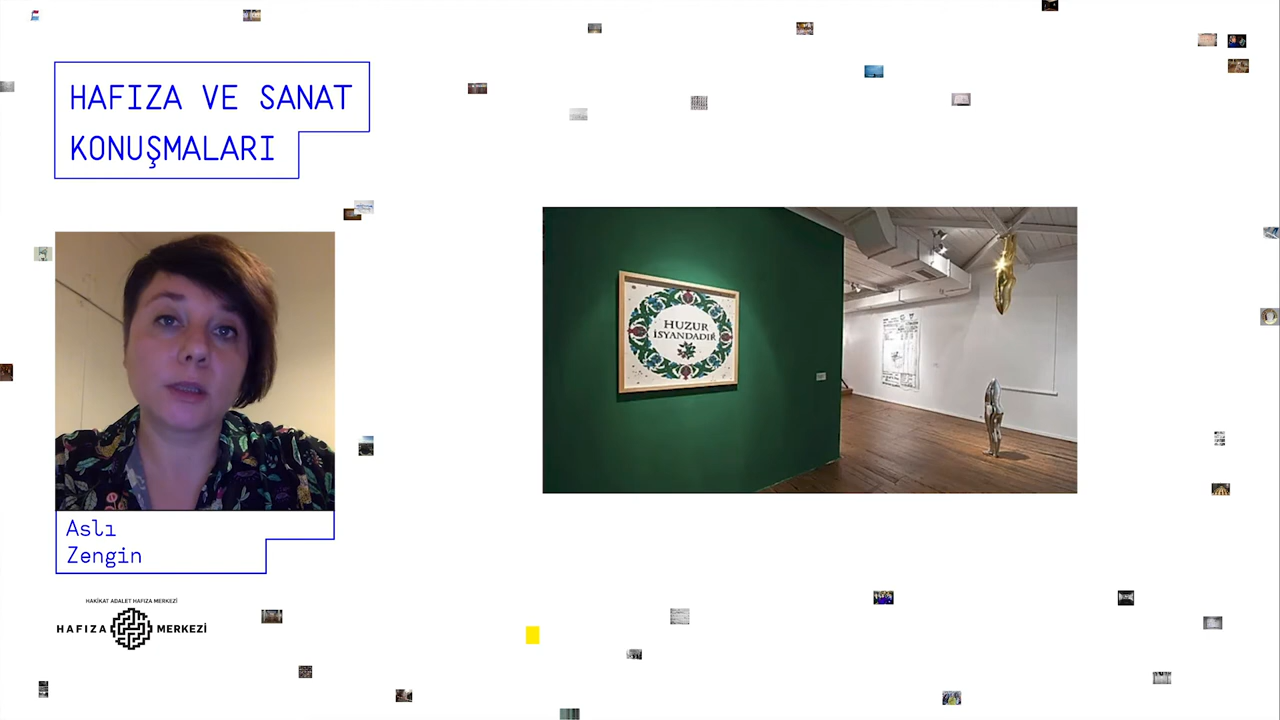 HAFIZA VE SANAT
KONUŞMALARI
HUZUR
İSYANDADIR
Aslı
Zengin
HAKİKAT ADALET HAFIZA MERKEZİ
HAFIZA MERKEZİ